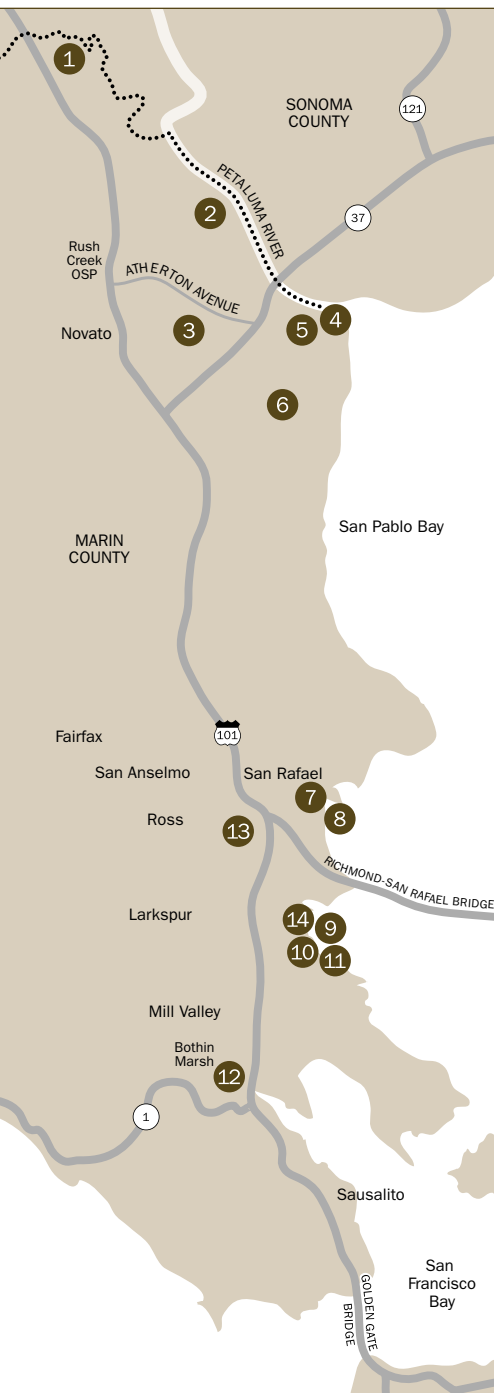 1
SONOMA
COUNTY
121
PETALUMA RIVER
2
37
Rush
Creek
OSP
ATHERTON AVENUE
4
5
3
Novato
6
San Pablo Bay
MARIN
COUNTY
101
Fairfax
San Anselmo
San Rafael
7
8
Ross
13
RICHMOND-SAN RAFAEL BRIDGE
Larkspur
14
9
10
11
Mill Valley
Bothin
Marsh
12
1
Sausalito
San
Francisco
Bay
GOLDEN GATE
BRIDGE